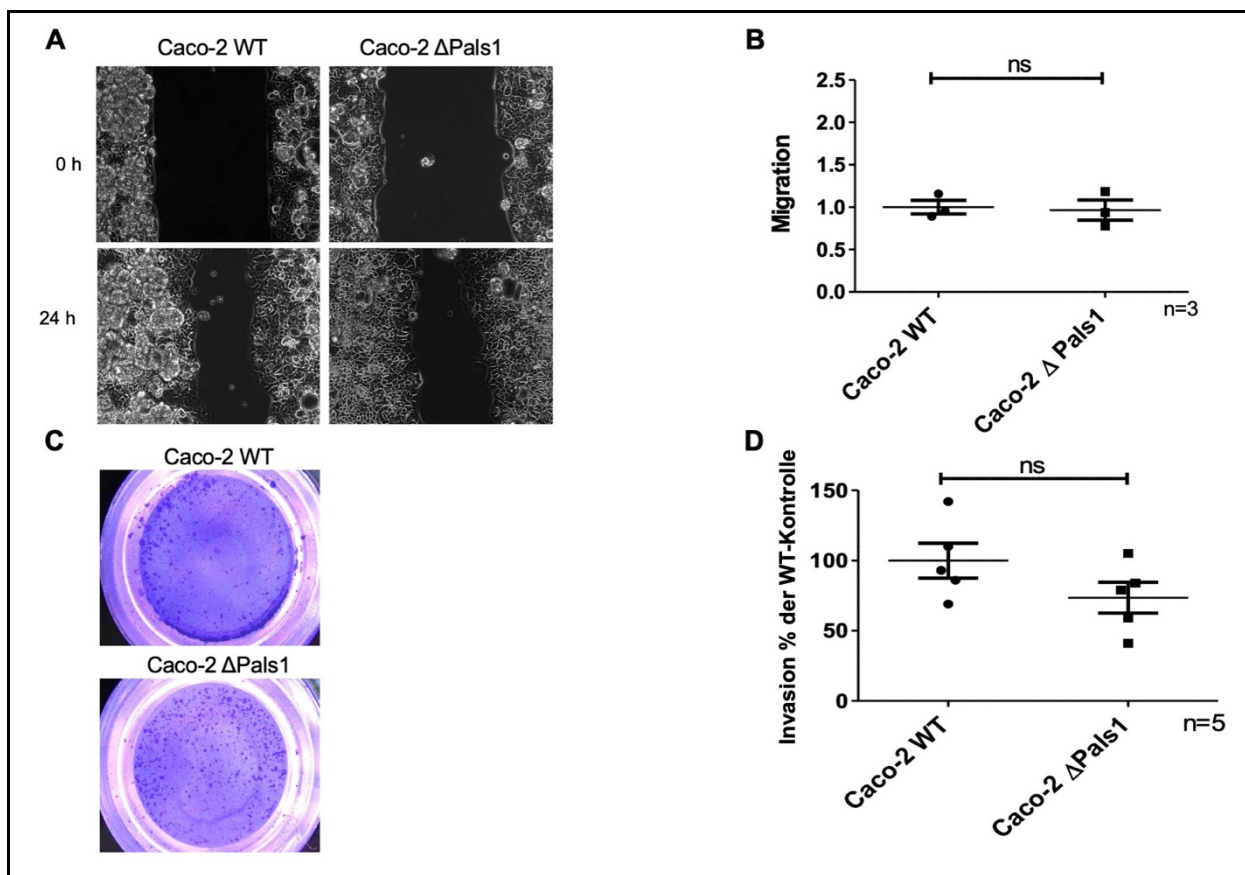 A
Caco-2 WT
Caco-2 ΔPals1
0 h
24 h
B
ns
Migration
2.5
2.0
1.5
1.0
0.5
0.0
Caco-2 WT
Caco-2 Δ Pals1
n=3
C
Caco-2 WT
Caco-2 ΔPals1
D
ns
Invasion % der WT-Kontrolle
150
100
50
0
Caco-2 WT
Caco-2 ΔPals1
n=5